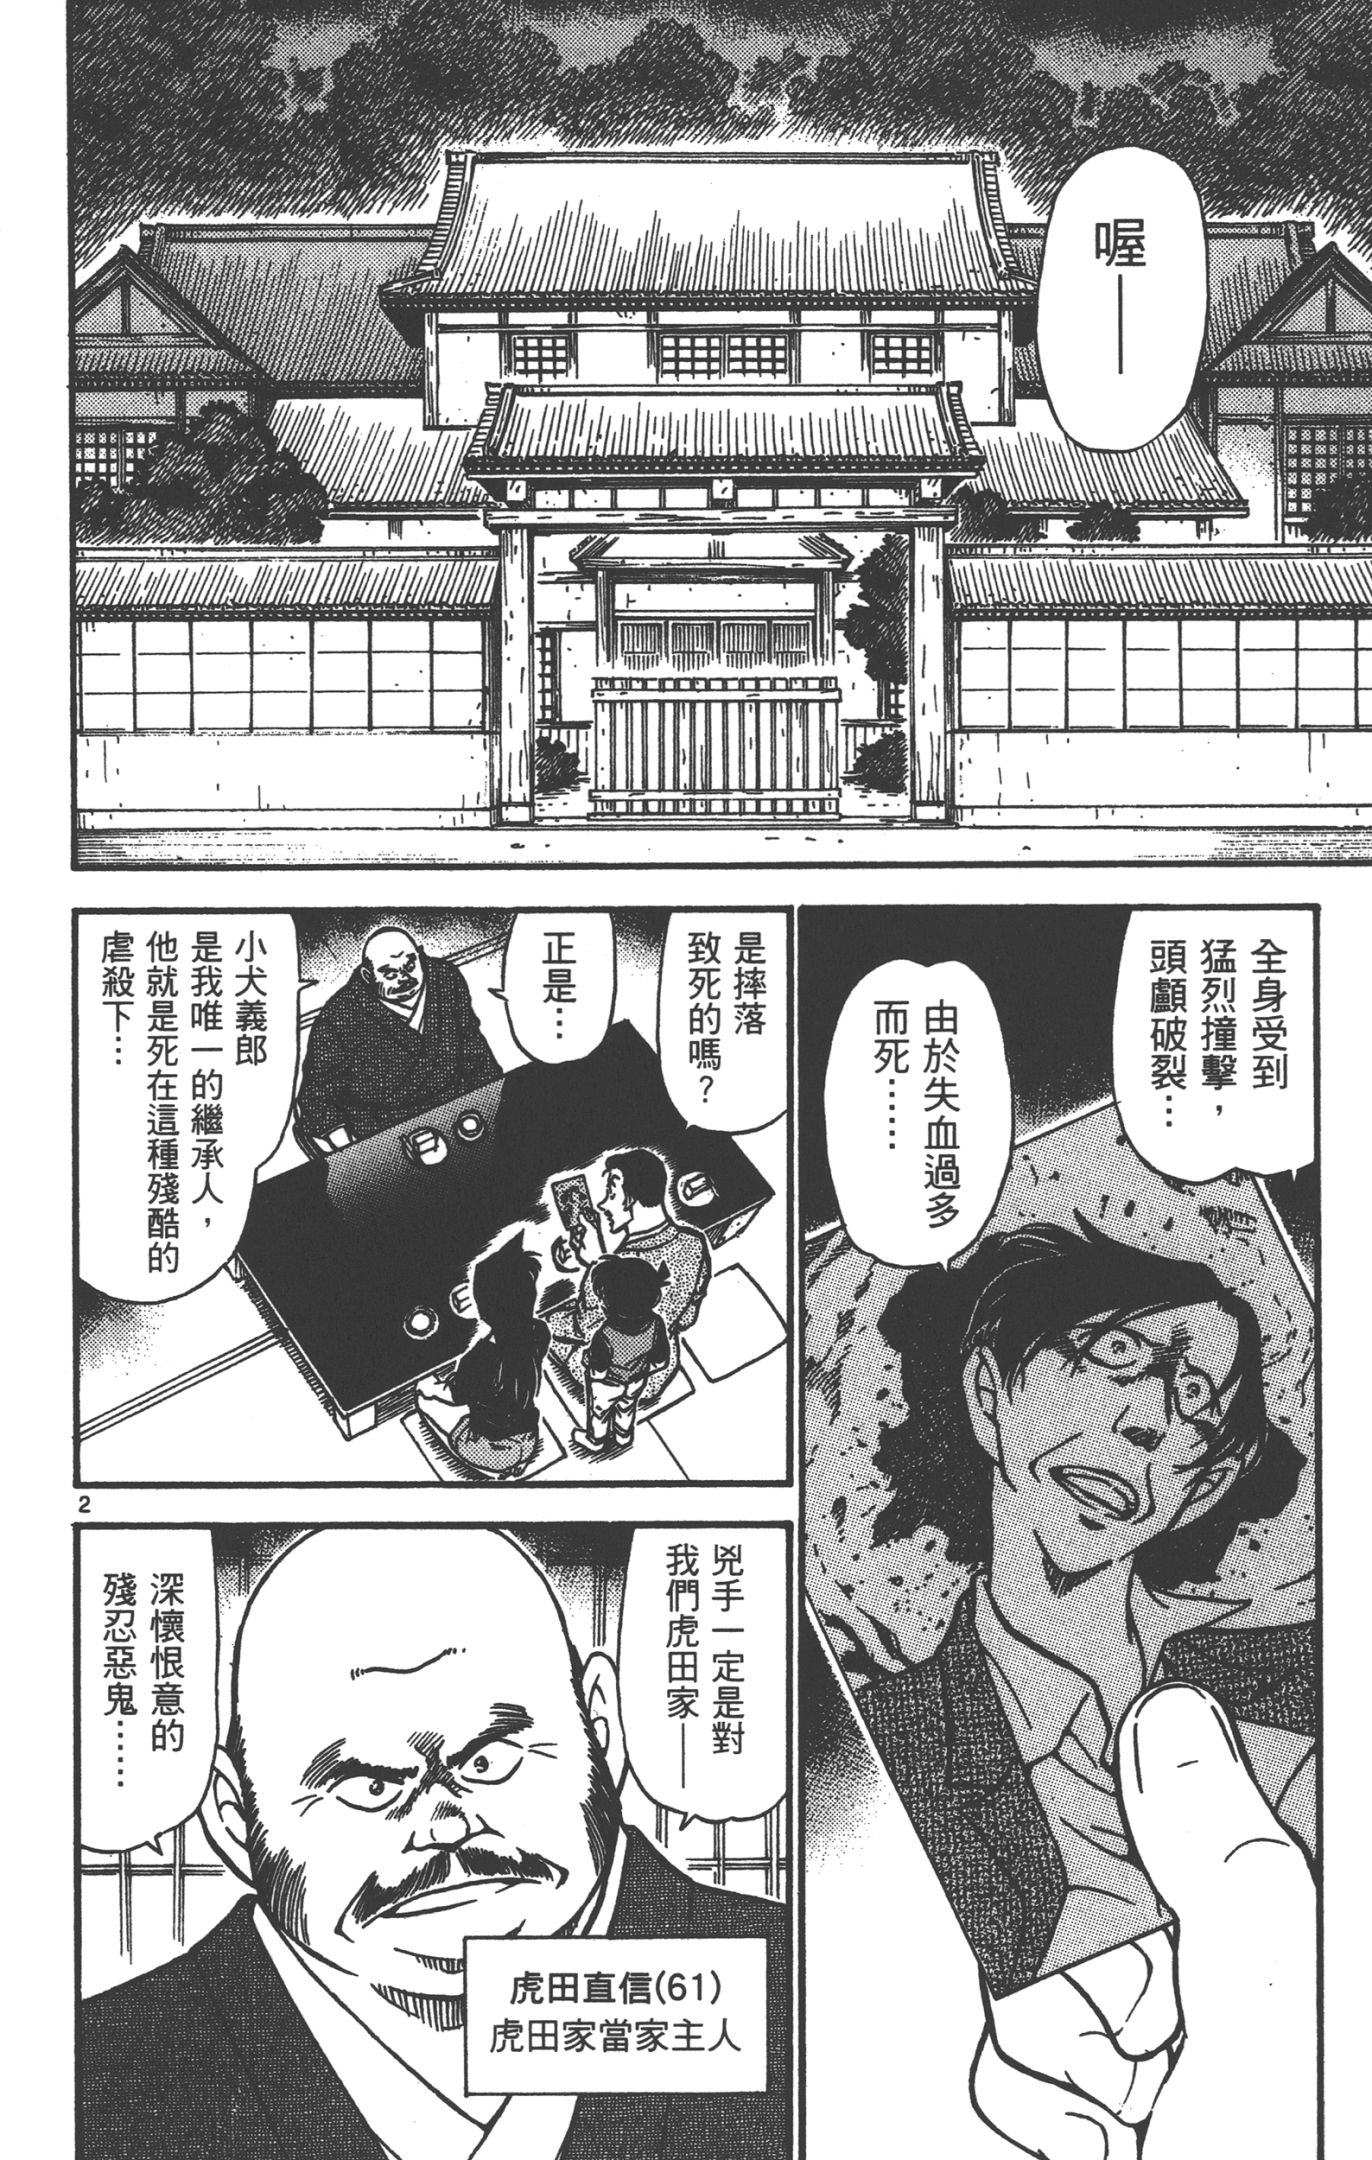 喔——
全身受到
猛烈撞擊，
頭顱破裂…
由於失血過多
而死……
是摔落
致死的嗎？
正是…
小犬義郎
是我唯一的繼承人，
他就是死在這種殘酷的
虐殺下…
2
兇手一定是對
我們虎田家——
深懷恨意的
殘忍惡鬼……
虎田直信(61)
虎田家當家主人